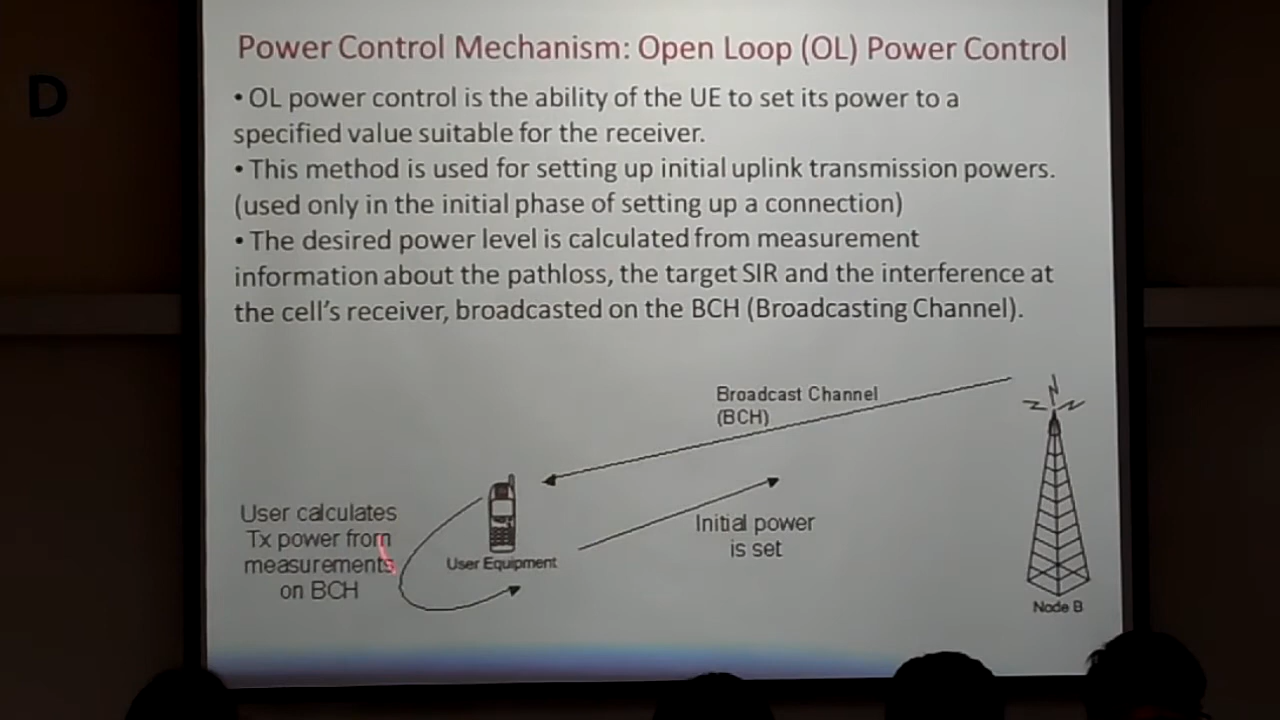 D
Power Control Mechanism: Open Loop (OL) Power Control
• OL power control is the ability of the UE to set its power to a
specified value suitable for the receiver.
• This method is used for setting up initial uplink transmission powers.
(used only in the initial phase of setting up a connection)
• The desired power level is calculated from measurement
information about the pathloss, the target SIR and the interference at
the cell's receiver, broadcasted on the BCH (Broadcasting Channel).
Broadcast Channel
(BCH)
User calculates
Tx power from
measurements
on BCH
User Equipment
Initial power
is set
Node B